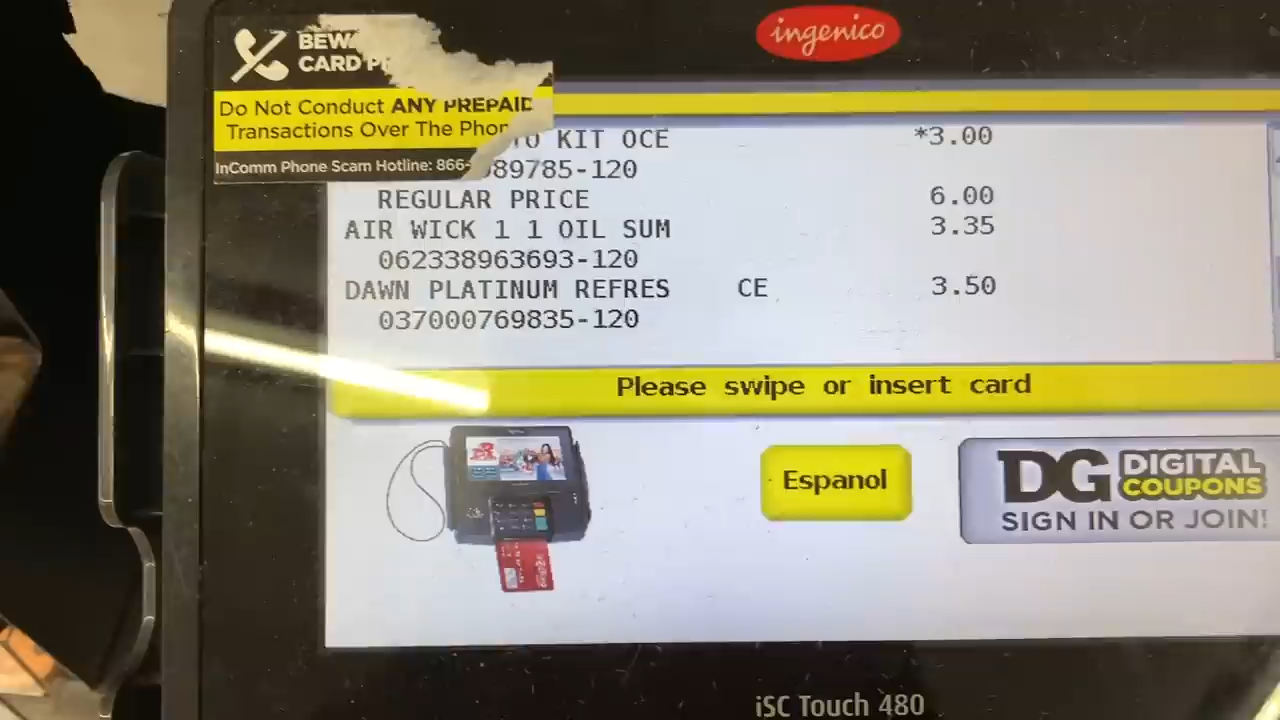 ingenico
BEWA
CARD
Do Not Conduct ANY PREPAID
Transactions Over The Phon
InComm Phone Scam Hotline: 866-
TO KIT OCE *3.00
89785-120
REGULAR PRICE 6.00
AIR WICK 1 1 OIL SUM 3.35
062338963693-120
DAWN PLATINUM REFRES CE 3.50
037000769835-120
Please swipe or insert card
Espanol
DG DIGITAL
COUPONS
SIGN IN OR JOIN!
iSC Touch 480